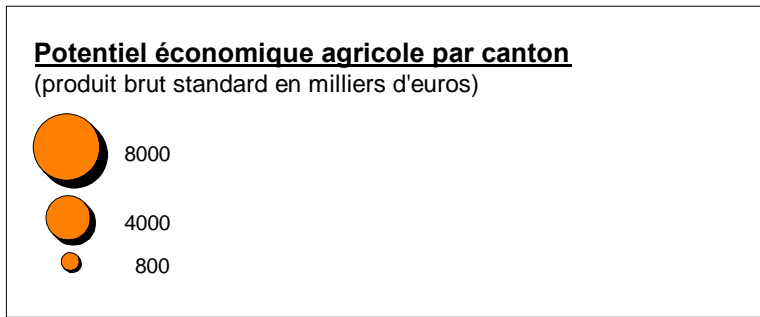 Potentiel économique agricole par canton
(produit brut standard en milliers d'euros)
8000
4000
800